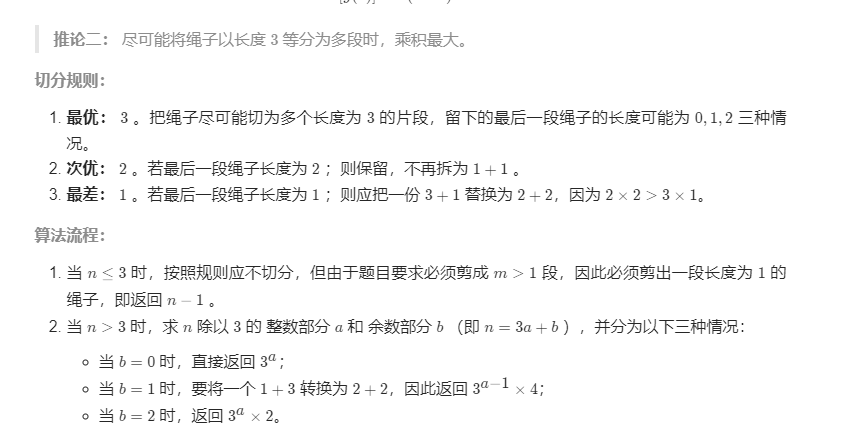 推论二： 尽可能将绳子以长度 3 等分为多段时，乘积最大。
切分规则：
1. 最优： 3 。把绳子尽可能切为多个长度为 3 的片段，留下的最后一段绳子的长度可能为 0,1,2 三种情
况。
2. 次优： 2 。若最后一段绳子长度为 2 ；则保留，不再拆为 1+1 。
3. 最差： 1 。若最后一段绳子长度为 1 ；则应把一份 3+1 替换为 2+2，因为 2×2>3×1。
算法流程：
1. 当 n≤3 时，按照规则应不切分，但由于题目要求必须剪成 m>1 段，因此必须剪出一段长度为 1 的
绳子，即返回 n−1 。
2. 当 n>3 时，求 n 除以 3 的 整数部分 a 和 余数部分 b （即 n=3a+b ），并分为以下三种情况：
○ 当 b=0 时，直接返回 3^a；
○ 当 b=1 时，要将一个 1+3 转换为 2+2，因此返回 3^{a−1}×4；
○ 当 b=2 时，返回 3^a×2。